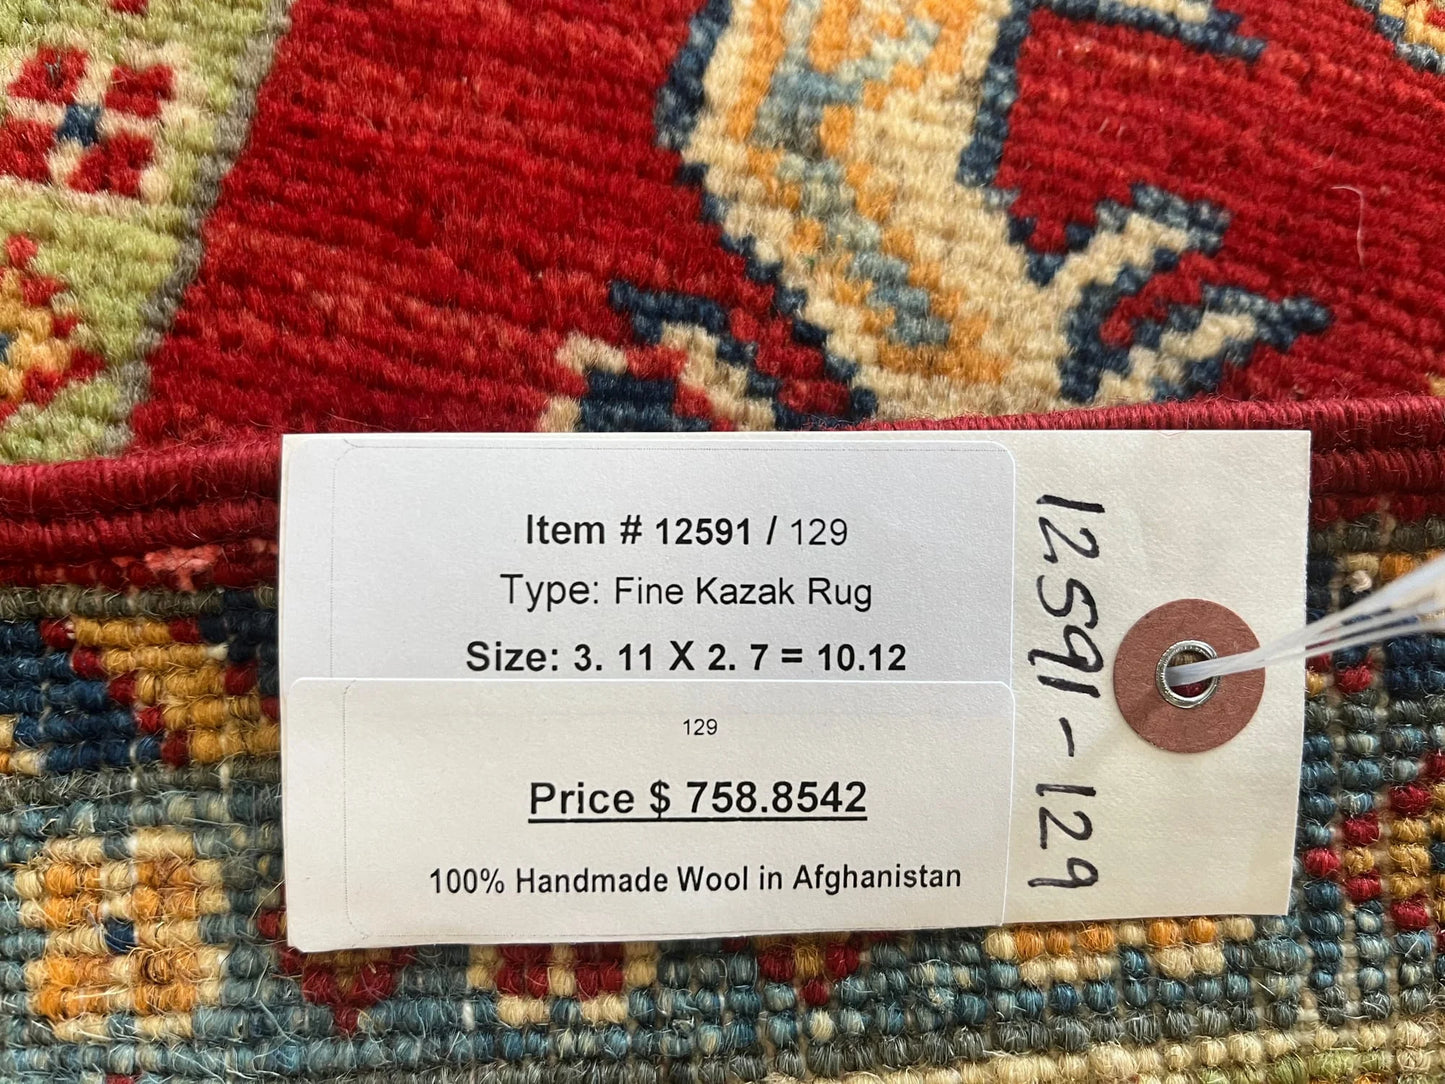 Item # 12591 / 129
Type: Fine Kazak Rug
Size: 3. 11 X 2. 7 = 10.12
129
Price $ 758.8542
100% Handmade Wool in Afghanistan
12591-129